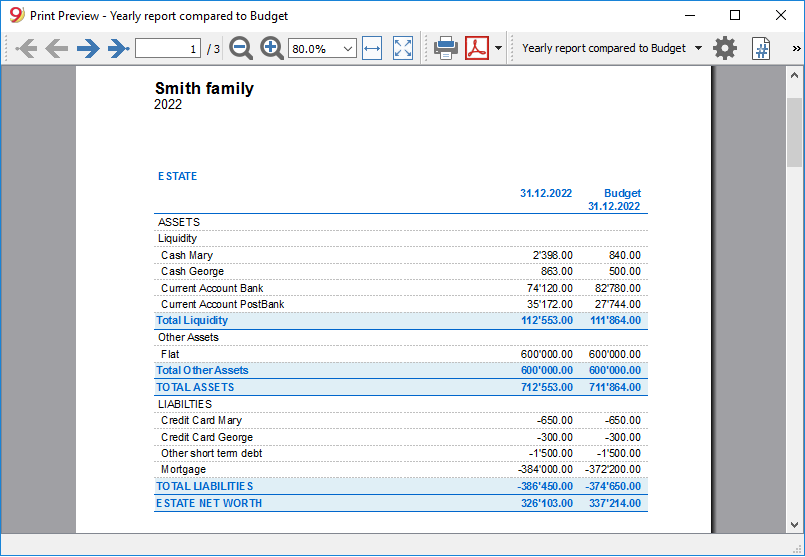 Print Preview - Yearly report compared to Budget
1 / 3 80.0% Yearly report compared to Budget »
Smith family
2022
ESTATE
31.12.2022 Budget
31.12.2022
ASSETS
Liquidity
Cash Mary 2'398.00 840.00
Cash George 863.00 500.00
Current Account Bank 74'120.00 82'780.00
Current Account PostBank 35'172.00 27'744.00
Total Liquidity 112'553.00 111'864.00
Other Assets
Flat 600'000.00 600'000.00
Total Other Assets 600'000.00 600'000.00
TOTAL ASSETS 712'553.00 711'864.00
LIABILTIES
Credit Card Mary -650.00 -650.00
Credit Card George -300.00 -300.00
Other short term debt -1'500.00 -1'500.00
Mortgage -384'000.00 -372'200.00
TOTAL LIABILITIES -386'450.00 -374'650.00
ESTATE NET WORTH 326'103.00 337'214.00